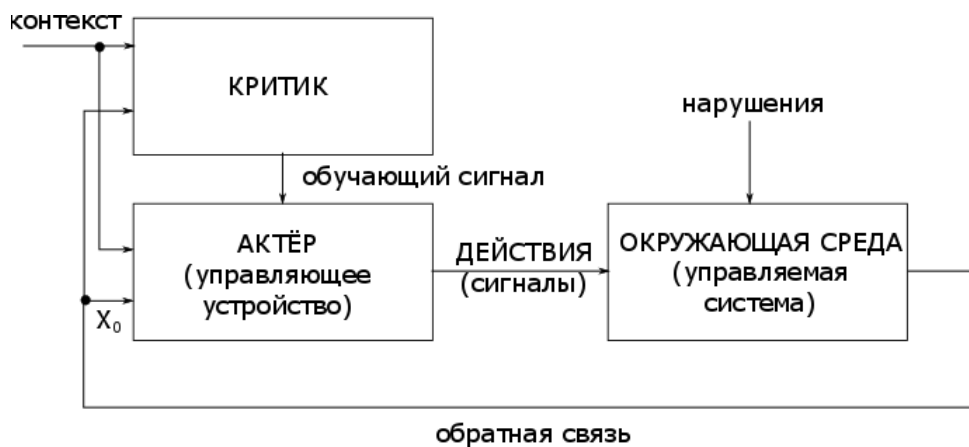 контекст
КРИТИК
нарушения
обучающий сигнал
АКТЁР
(управляющее
устройство)
ДЕЙСТВИЯ
(сигналы)
ОКРУЖАЮЩАЯ СРЕДА
(управляемая
система)
X₀
обратная связь